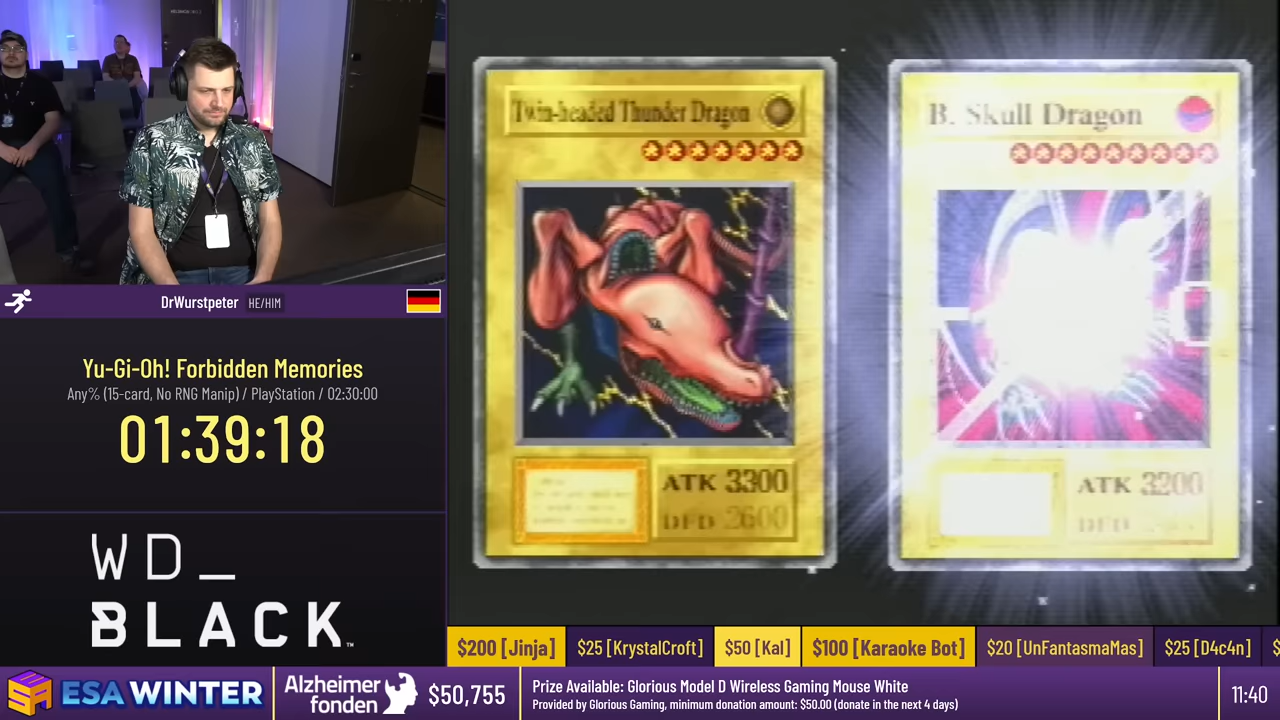 Twin-headed Thunder Dragon
ATK 3300
DFD 2600
B. Skull Dragon
ATK 3200
DFD
DrWurstpeter HE/HIM
Yu-Gi-Oh! Forbidden Memories
Any% (15-card, No RNG Manip) / PlayStation / 02:30:00
01:39:18
WD_
BLACK™
$200 [Jinja] $25 [KrystalCroft] $50 [Kal] $100 [Karaoke Bot] $20 [UnFantasmaMas] $25 [D4c4n] $
ESA WINTER
Alzheimer
fonden
$50,755
Prize Available: Glorious Model D Wireless Gaming Mouse White
Provided by Glorious Gaming, minimum donation amount: $50.00 (donate in the next 4 days)
11:40